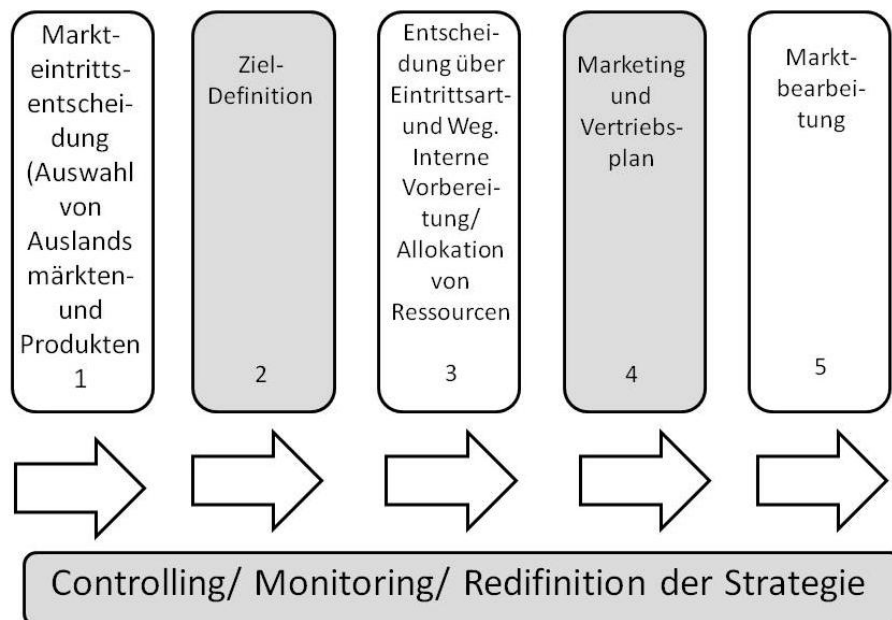 Markt-
eintritts-
entschei-
dung
(Auswahl
von
Auslands
märkten-
und
Produkten
1
Ziel-
Definition
2
Entschei-
dung über
Eintrittsart-
und Weg.
Interne
Vorberei-
tung/
Allokation
von
Ressourcen
3
Marketing
und
Vertriebs-
plan
4
Markt-
bearbei-
tung
5
Controlling/ Monitoring/ Redifinition der Strategie